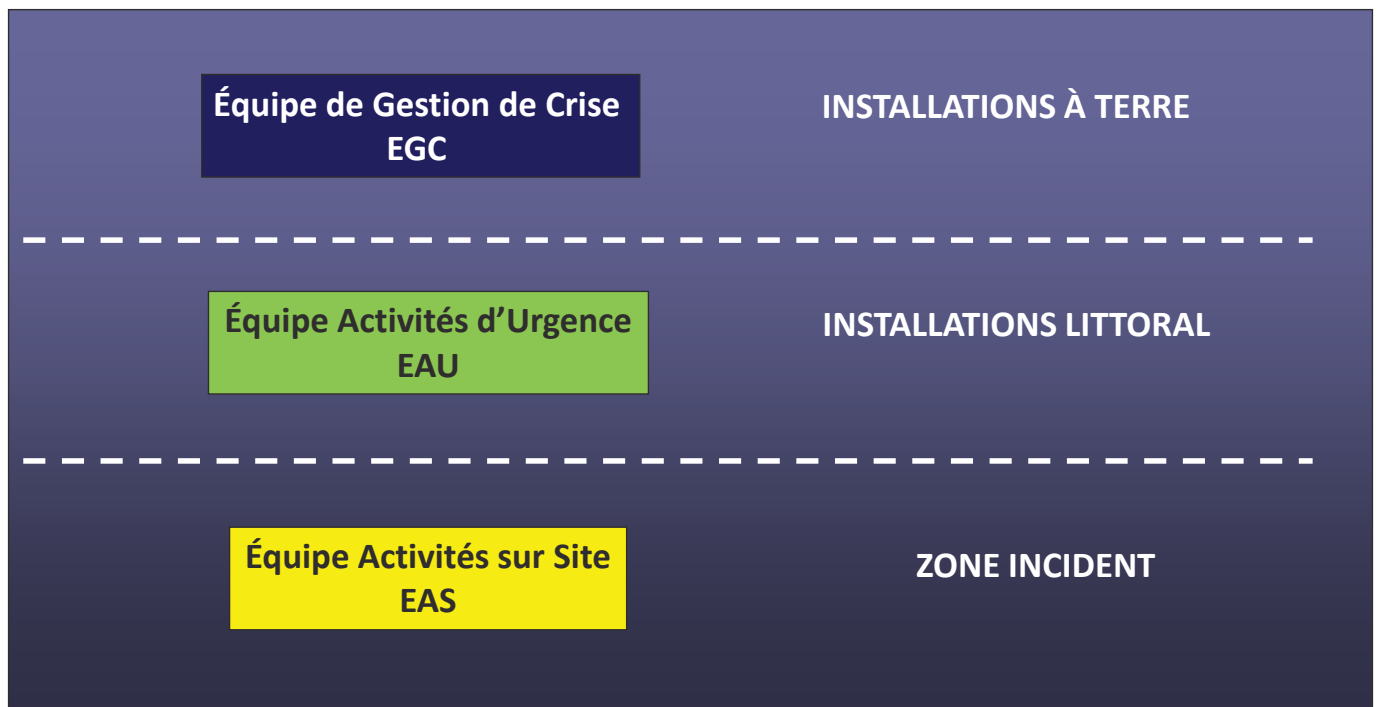 Équipe de Gestion de Crise
EGC
INSTALLATIONS À TERRE
Équipe Activités d’Urgence
EAU
INSTALLATIONS LITTORAL
Équipe Activités sur Site
EAS
ZONE INCIDENT